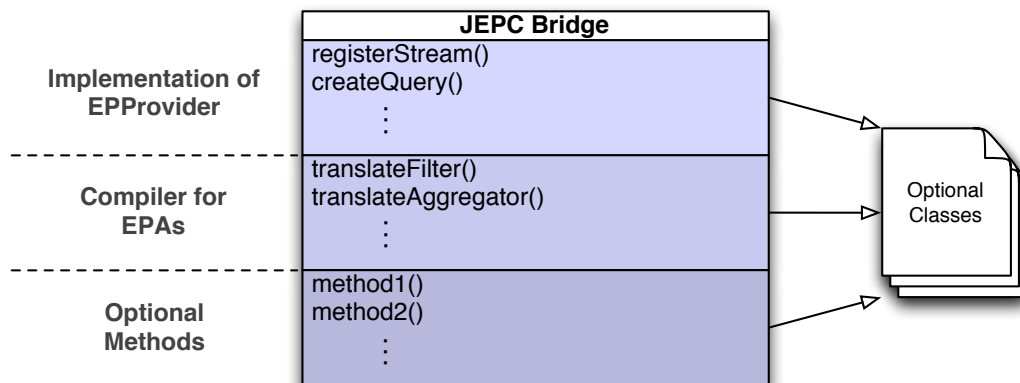 JEPC Bridge
Implementation of
EPProvider
registerStream()
createQuery()
⋮
Compiler for
EPAs
translateFilter()
translateAggregator()
⋮
Optional
Methods
method1()
method2()
⋮
Optional
Classes